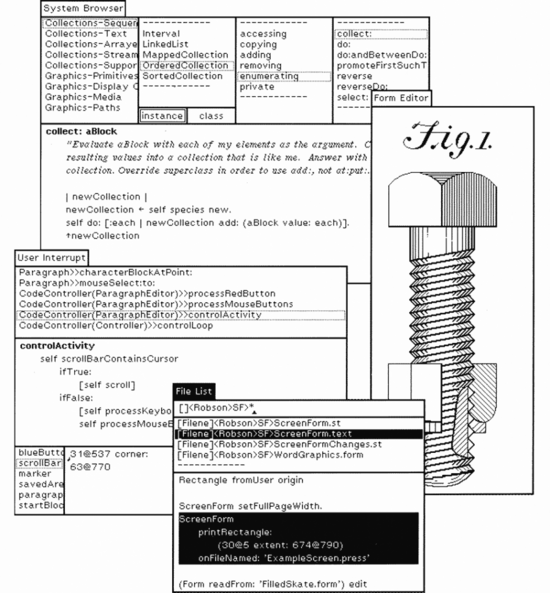 System Browser
Collections-Sequen
Collections-Text
Collections-Arraye
Collections-Stream
Collections-Suppor
Graphics-Primitives
Graphics-Display O
Graphics-Media
Graphics-Paths
------------
Interval
LinkedList
MappedCollection
OrderedCollection
SortedCollection
------------
instance class
------------
accessing
copying
adding
removing
enumerating
private
------------
------------
collect:
do:
do:andBetweenDo:
promoteFirstSuchT
reverse
reverseDo:
select:
collect: aBlock
"Evaluate aBlock with each of my elements as the argument. C
resulting values into a collection that is like me. Answer with
collection. Override superclass in order to use add:, not at:put:.
| newCollection |
newCollection ← self species new.
self do: [:each | newCollection add: (aBlock value: each)].
↑newCollection
Form Editor
Fig.1.
User Interrupt
Paragraph>>characterBlockAtPoint:
Paragraph>>mouseSelect:to:
CodeController(ParagraphEditor)>>processRedButton
CodeController(ParagraphEditor)>>processMouseButtons
CodeController(ParagraphEditor)>>controlActivity
CodeController(Controller)>>controlLoop
controlActivity
self scrollBarContainsCursor
ifTrue:
[self scroll]
ifFalse:
[self processKeybo
self processMouseB
blueButto
scrollBar
marker
savedAre
paragrap
startBloc
31@537 corner:
63@770
File List
[]<Robson>SF>*
[Filene]<Robson>SF>ScreenForm.st
[Filene]<Robson>SF>ScreenForm.text
[Filene]<Robson>SF>ScreenFormChanges.st
[Filene]<Robson>SF>WordGraphics.form
------------
Rectangle fromUser origin
ScreenForm setFullPageWidth.
ScreenForm
printRectangle:
(30@5 extent: 674@790)
onFileNamed: 'ExampleScreen.press'
(Form readFrom: 'FilledSkate.form') edit